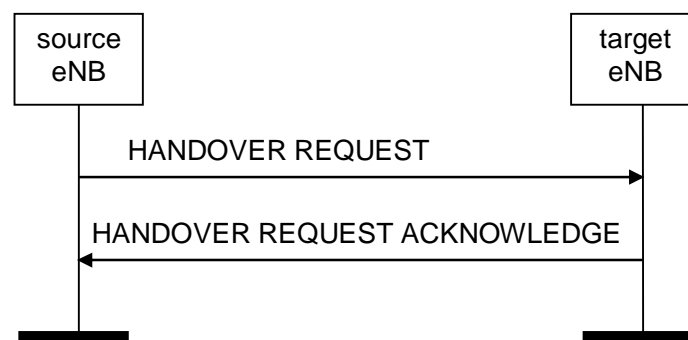 source
eNB
target
eNB
HANDOVER REQUEST
HANDOVER REQUEST ACKNOWLEDGE